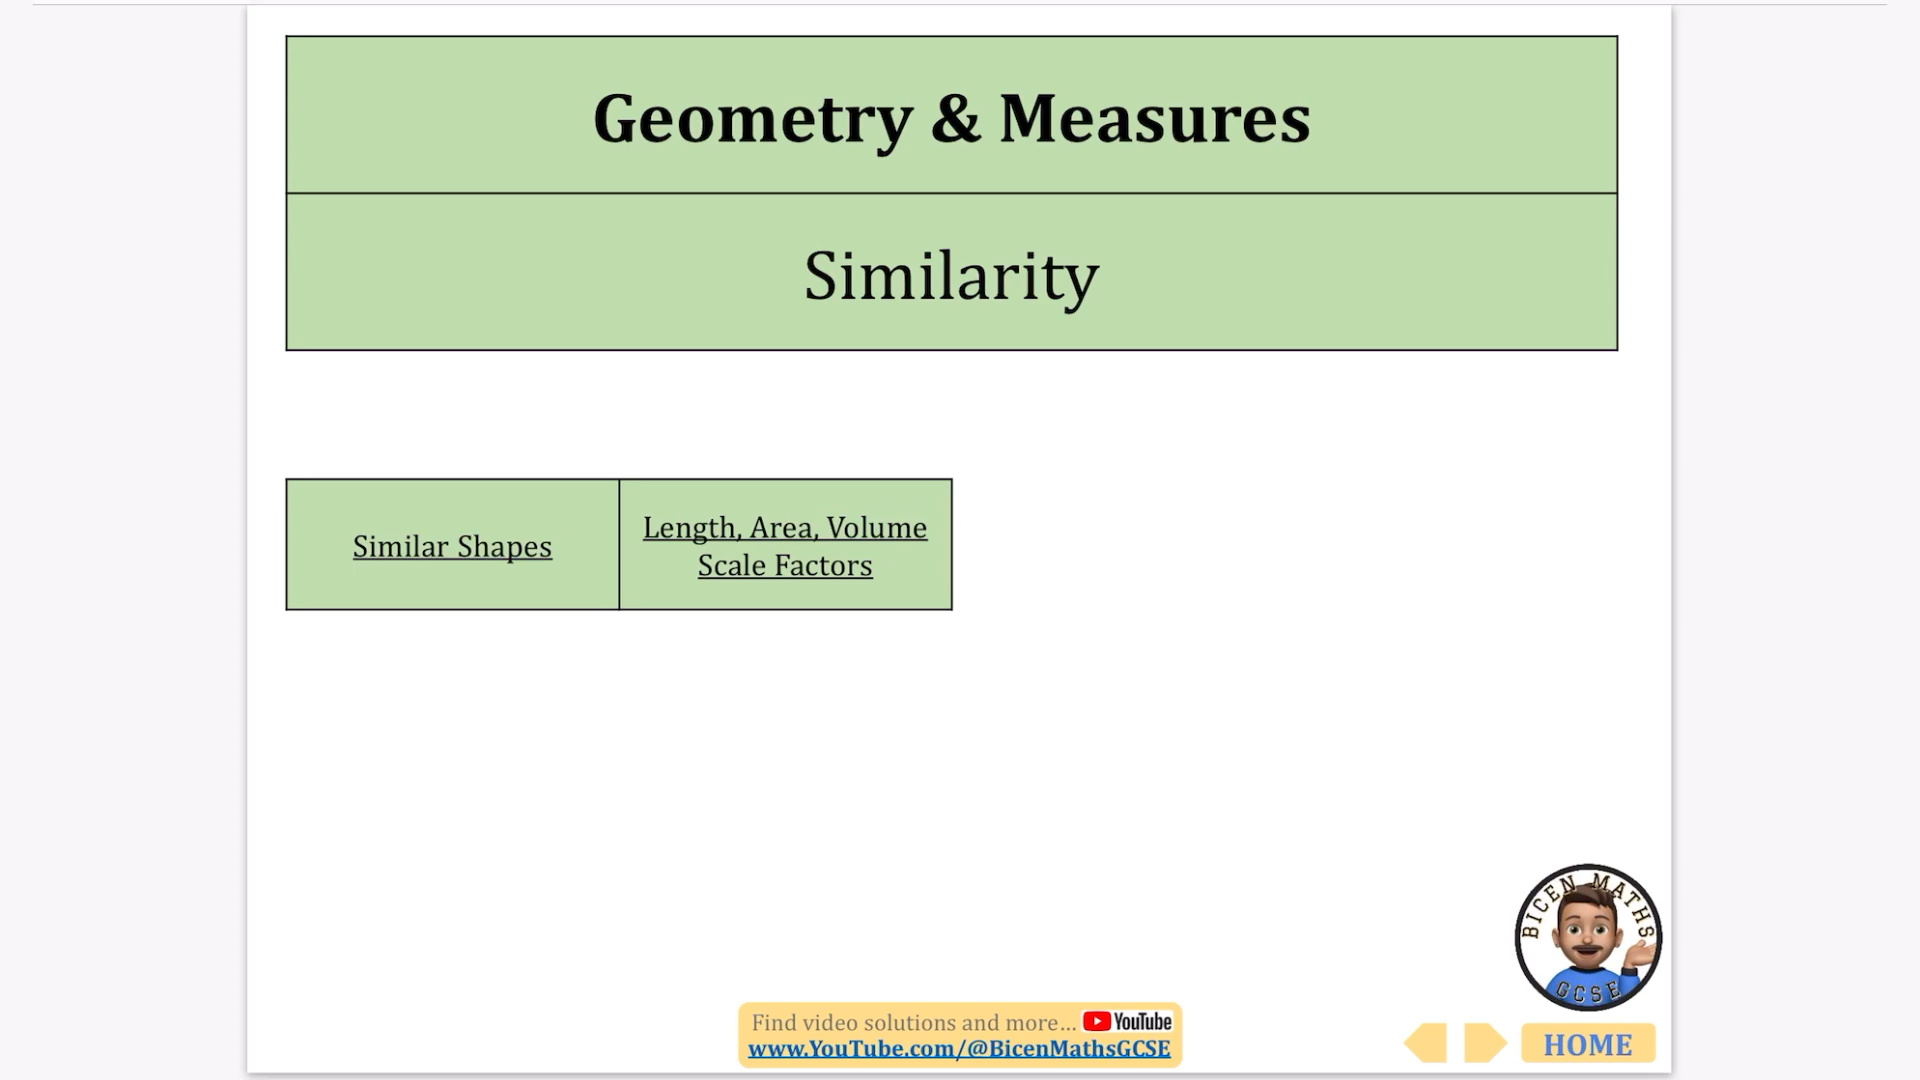 Geometry & Measures
Similarity
Similar Shapes
Length, Area, Volume
Scale Factors
BICEN MATHS
GCSE
Find video solutions and more... YouTube
www.YouTube.com/@BicenMathsGCSE
HOME